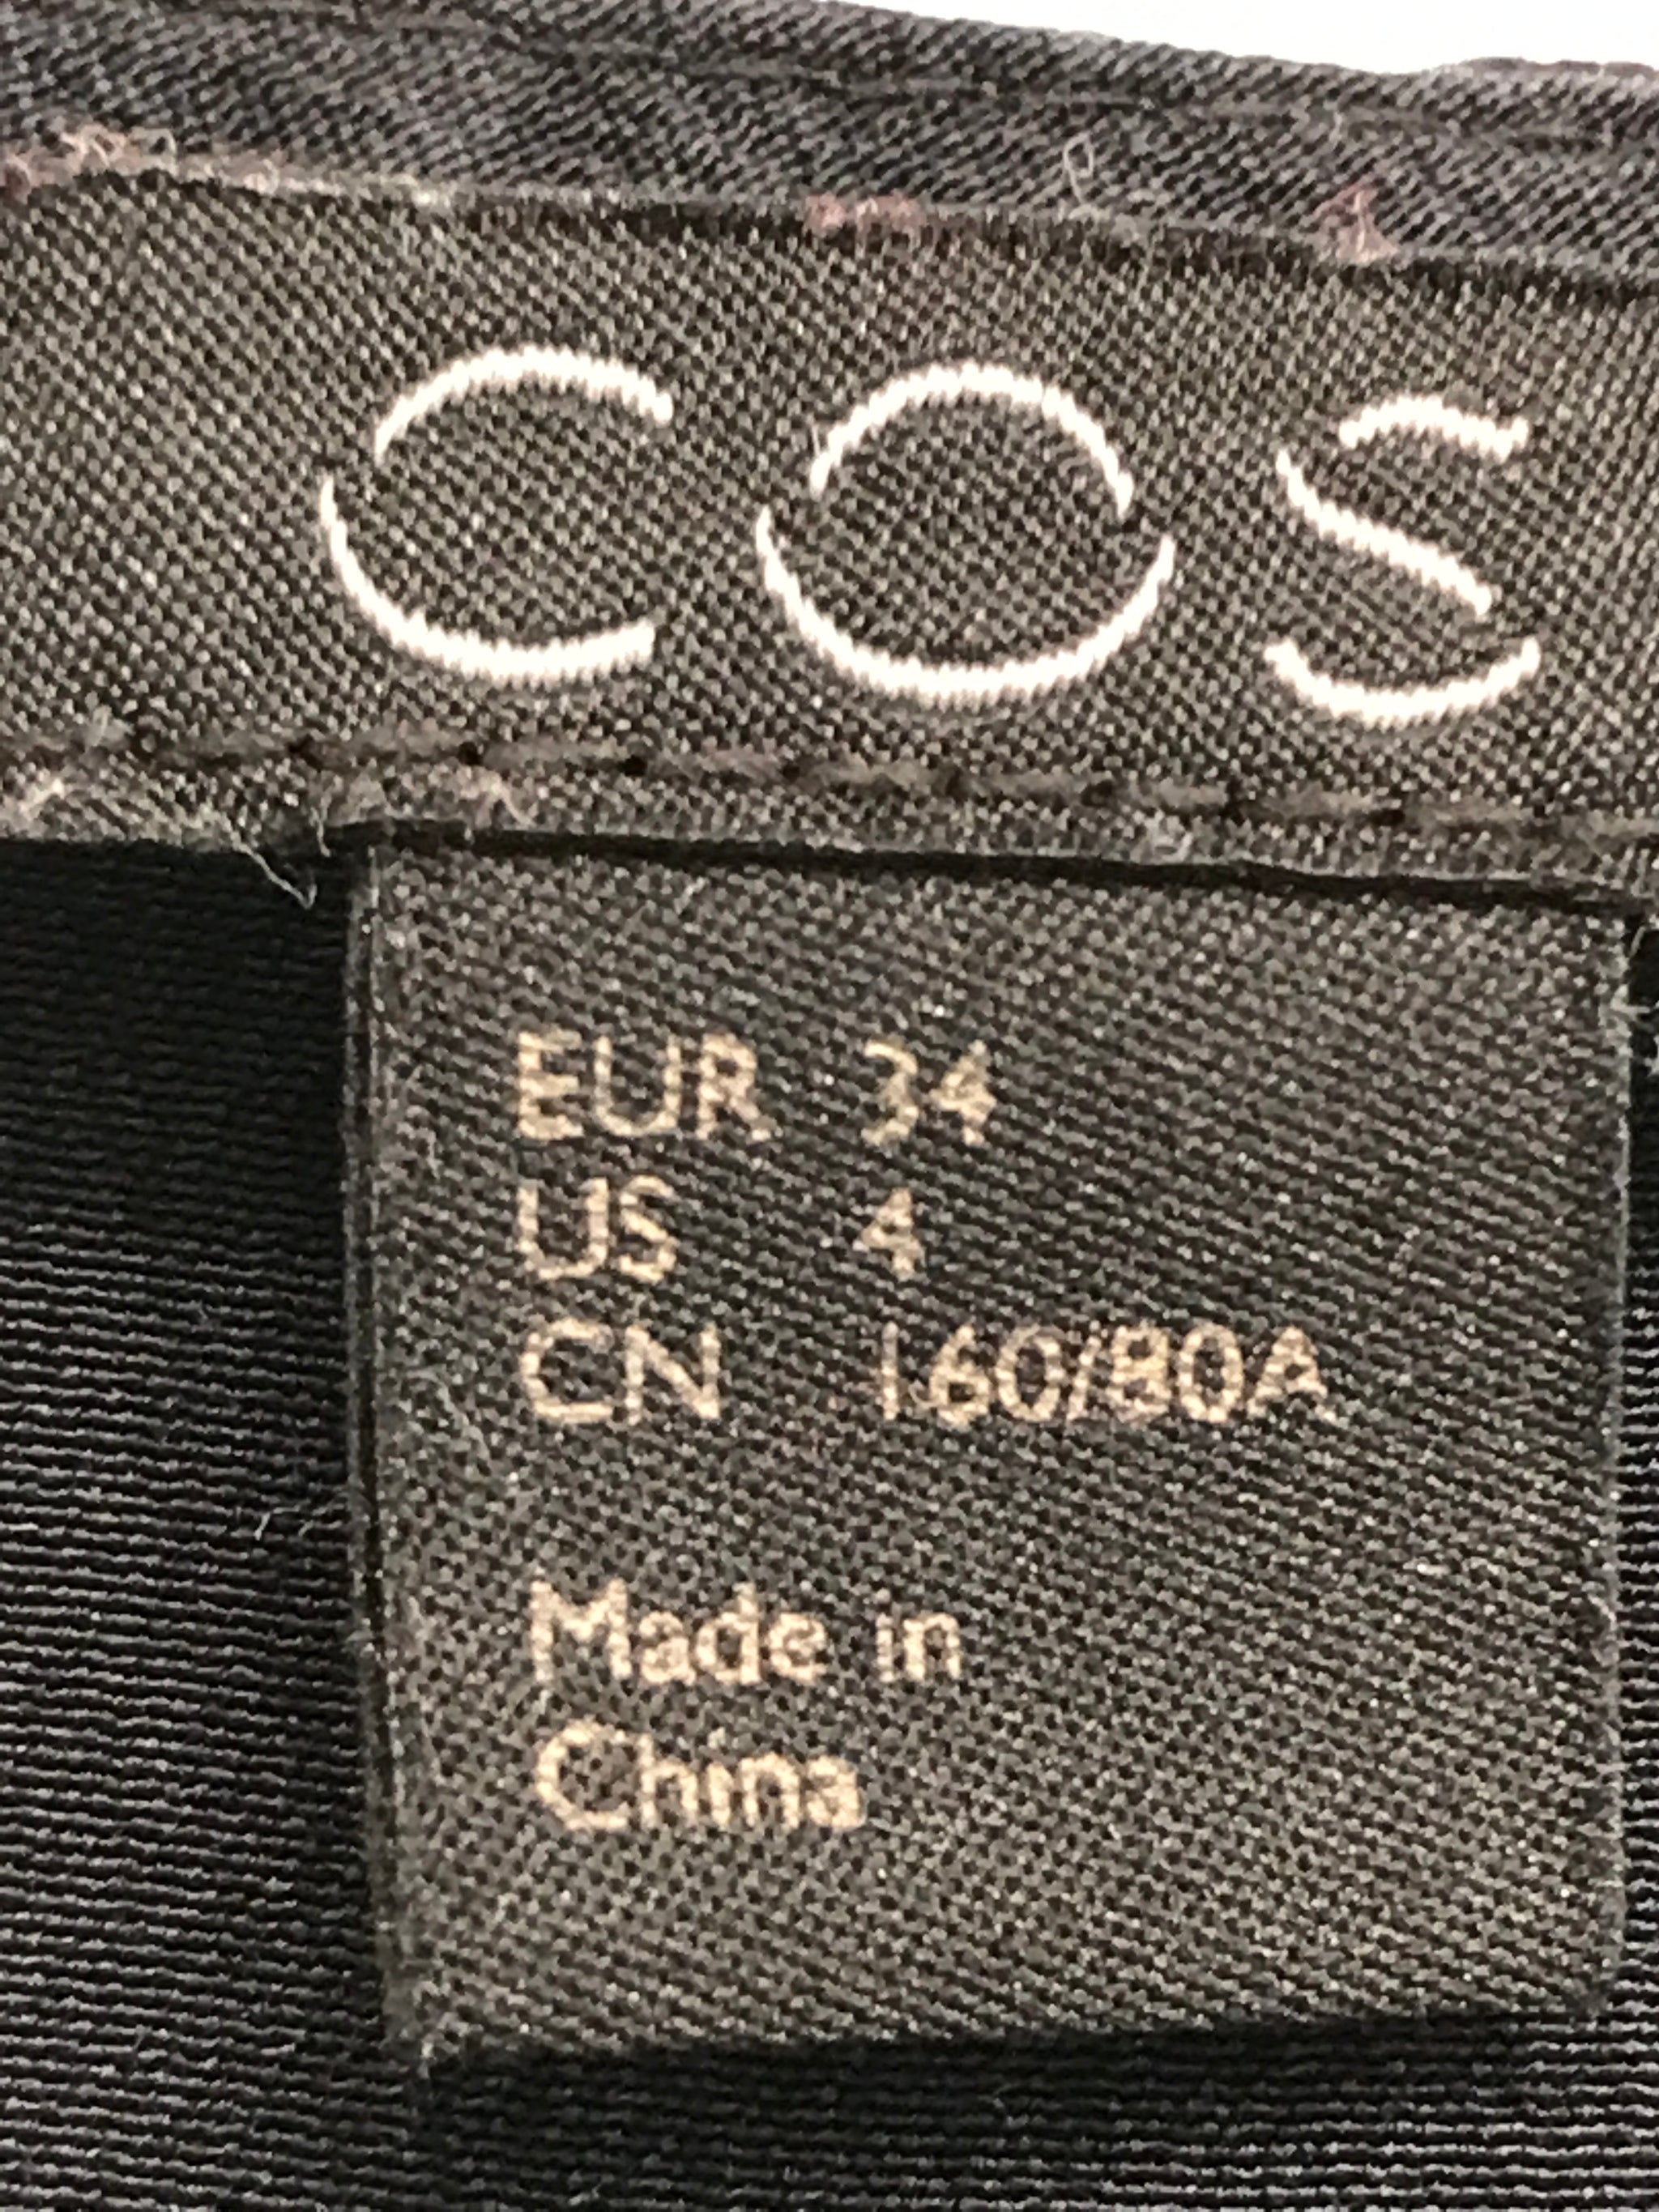 COS
EUR 34
US 4
CN 160/80A
Made in
China